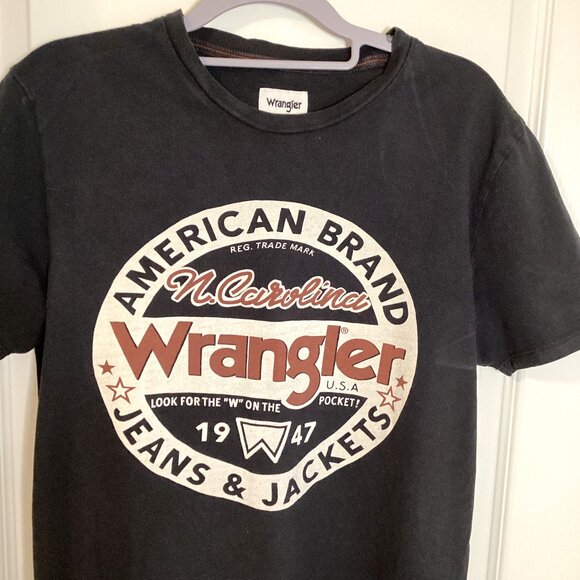 Wrangler
AMERICAN BRAND
REG. TRADE MARK
N. Carolina
Wrangler®
U.S.A
LOOK FOR THE "W" ON THE POCKET!
19 W 47
JEANS & JACKETS